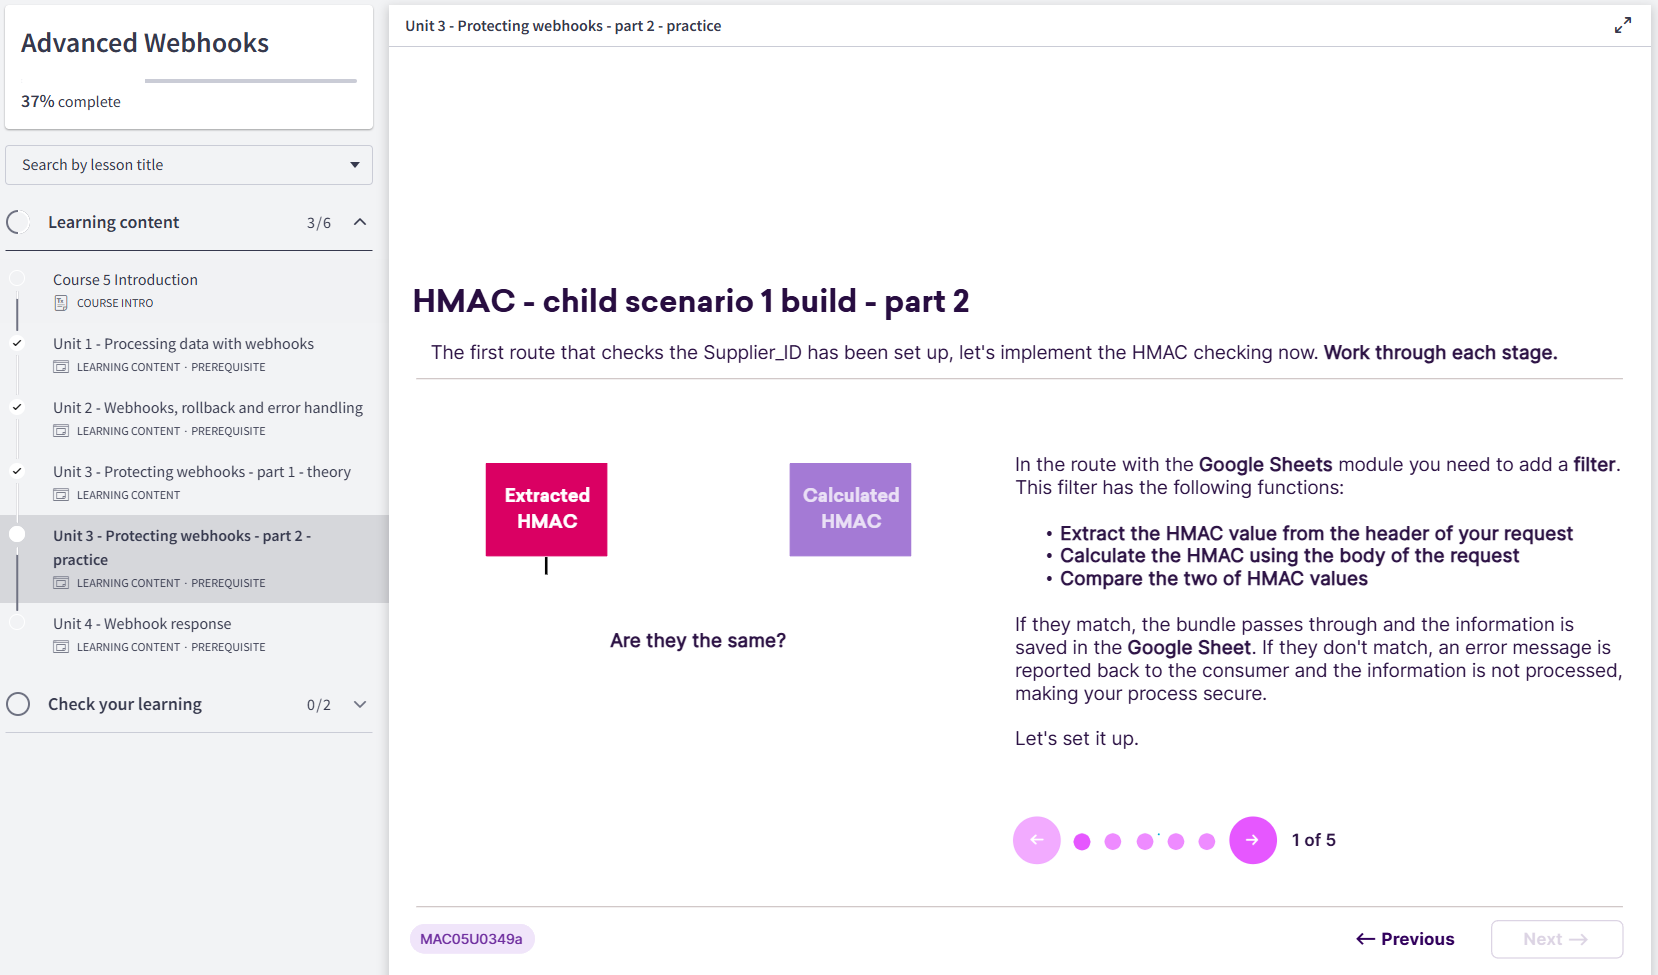 Advanced Webhooks
37% complete
Search by lesson title
Learning content 3/6
Course 5 Introduction
COURSE INTRO
Unit 1 - Processing data with webhooks
LEARNING CONTENT · PREREQUISITE
Unit 2 - Webhooks, rollback and error handling
LEARNING CONTENT · PREREQUISITE
Unit 3 - Protecting webhooks - part 1 - theory
LEARNING CONTENT
Unit 3 - Protecting webhooks - part 2 -
practice
LEARNING CONTENT · PREREQUISITE
Unit 4 - Webhook response
LEARNING CONTENT · PREREQUISITE
Check your learning 0/2
Unit 3 - Protecting webhooks - part 2 - practice
HMAC - child scenario 1 build - part 2
The first route that checks the Supplier_ID has been set up, let's implement the HMAC checking now. Work through each stage.
Extracted
HMAC
Calculated
HMAC
Are they the same?
In the route with the Google Sheets module you need to add a filter.
This filter has the following functions:
• Extract the HMAC value from the header of your request
• Calculate the HMAC using the body of the request
• Compare the two of HMAC values
If they match, the bundle passes through and the information is
saved in the Google Sheet. If they don't match, an error message is
reported back to the consumer and the information is not processed,
making your process secure.
Let's set it up.
← → 1 of 5
MAC05U0349a
← Previous
Next →